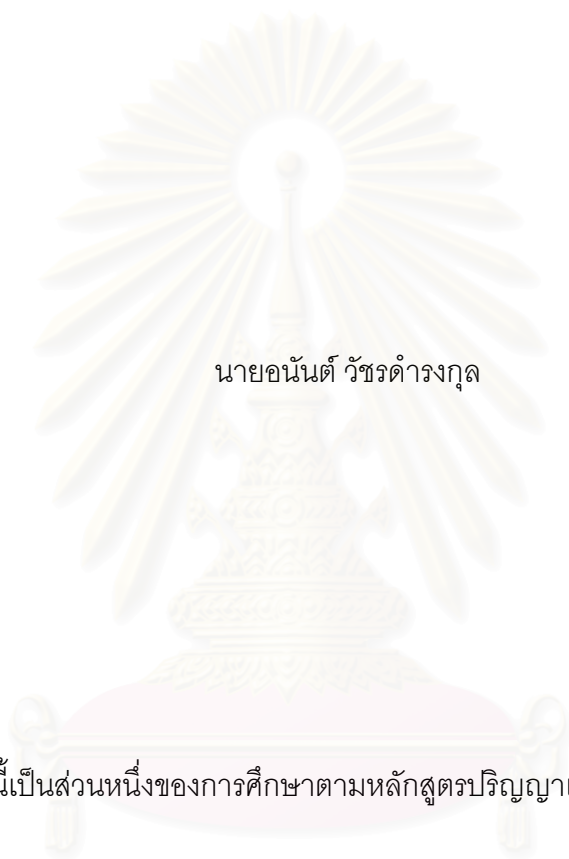 นายอนันต์ วัชรดำรงกุล
นี้เป็นส่วนหนึ่งของการศึกษาตามหลักสูตรปริญญา